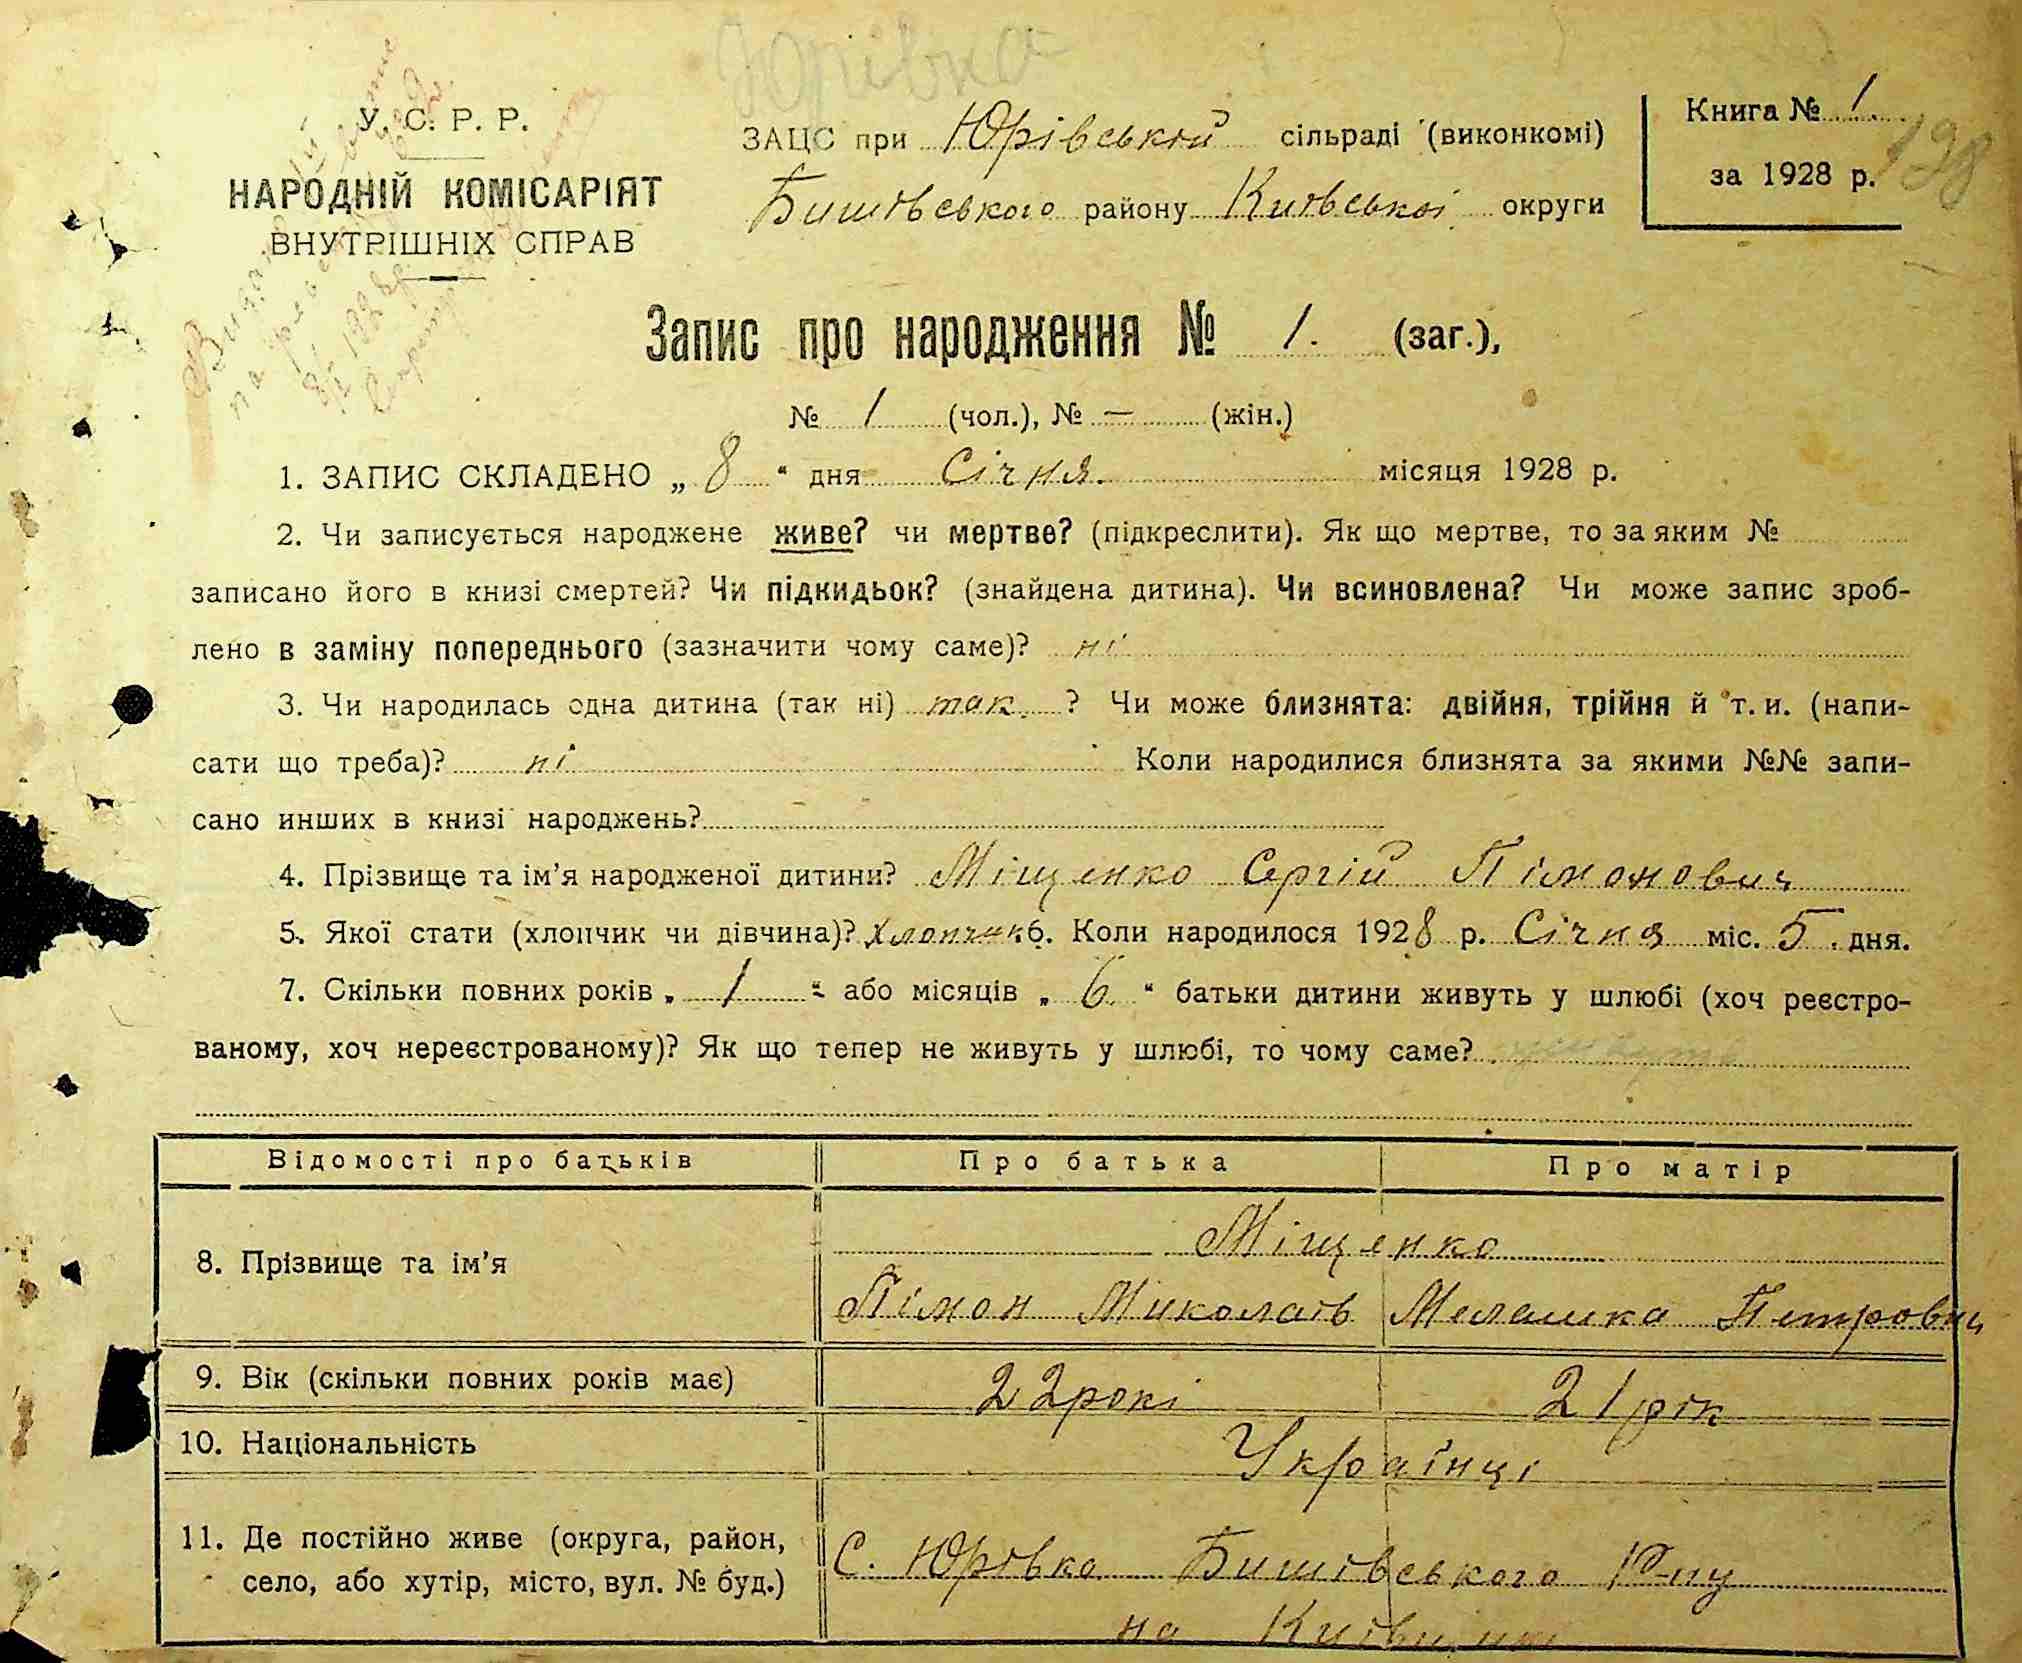 Юрівка
У. С. Р. Р.
НАРОДНІЙ КОМІСАРІЯТ
ВНУТРІШНІХ СПРАВ
ЗАЦС при Юрівській сільраді (виконкомі)
Бишівського району Київської округи
Книга № 1
за 1928 р.
198
Запис про народження № 1. (заг.),
№ 1 (чол.), № — (жін.)
1. ЗАПИС СКЛАДЕНО „ 8 “ дня Січня. місяця 1928 р.
2. Чи записується народжене живе? чи мертве? (підкреслити). Як що мертве, то за яким №
записано його в книзі смертей? Чи підкидьок? (знайдена дитина). Чи всиновлена? Чи може запис зроб-
лено в заміну попереднього (зазначити чому саме)? ні
3. Чи народилась одна дитина (так ні) так. ? Чи може близнята: двійня, трійня й т. и. (напи-
сати що треба)? ні Коли народилися близнята за якими №№ запи-
сано инших в книзі народжень?
4. Прізвище та ім’я народженої дитини? Міщенко Сергій Пімонович
5. Якої стати (хлопчик чи дівчина)? хлопчик 6. Коли народилося 1928 р. Січня міс. 5. дня.
7. Скільки повних років „ 1 “ або місяців „ 6. “ батьки дитини живуть у шлюбі (хоч реєстро-
ваному, хоч нереєстрованому)? Як що тепер не живуть у шлюбі, то чому саме?
Відомості про батьків Про батька Про матір
8. Прізвище та ім’я Міщенко
Пімон Миколаїв Мелашка Петрович
9. Вік (скільки повних років має) 22 рокі 21 рік
10. Національність Українці
11. Де постійно живе (округа, район,
село, або хутір, місто, вул. № буд.)
С. Юрівка Бишівського Р-ну
на Київщині